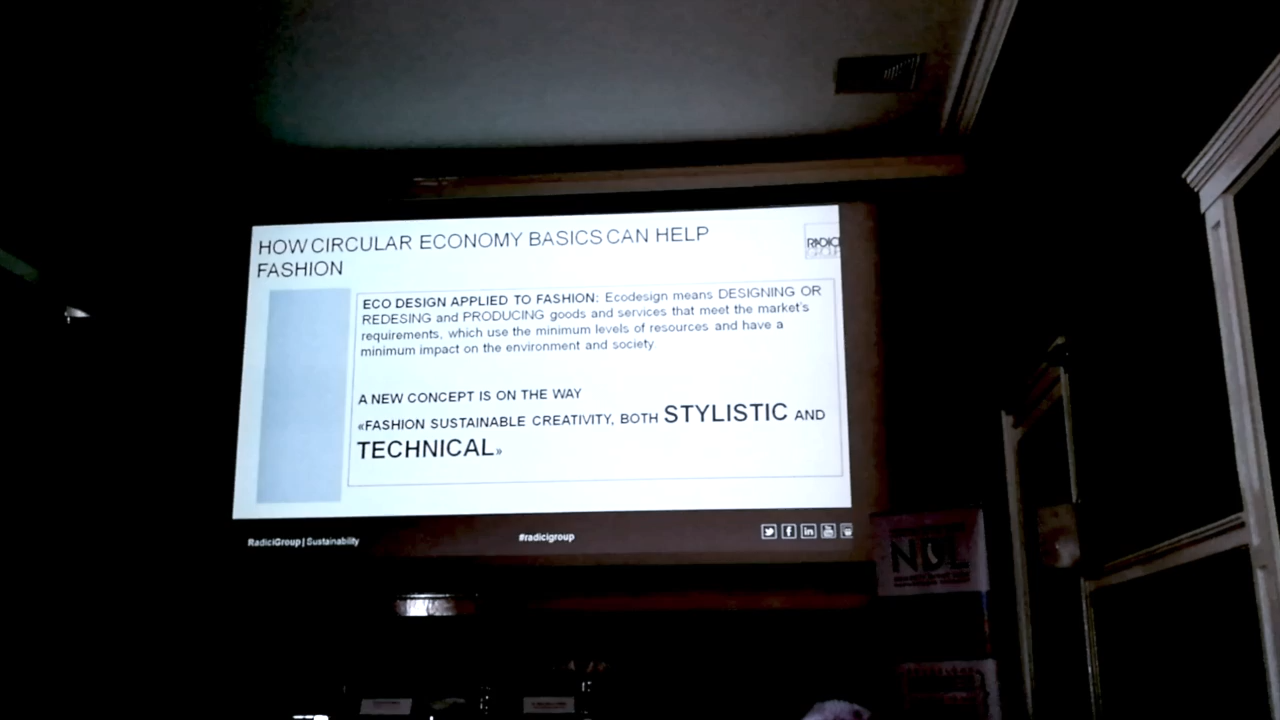 HOW CIRCULAR ECONOMY BASICS CAN HELP
FASHION
RADICI
GROUP
ECO DESIGN APPLIED TO FASHION: Ecodesign means DESIGNING OR
REDESING and PRODUCING goods and services that meet the market's
requirements, which use the minimum levels of resources and have a
minimum impact on the environment and society
A NEW CONCEPT IS ON THE WAY
«FASHION SUSTAINABLE CREATIVITY, BOTH STYLISTIC AND
TECHNICAL»
RadiciGroup | Sustainability
#radicigroup